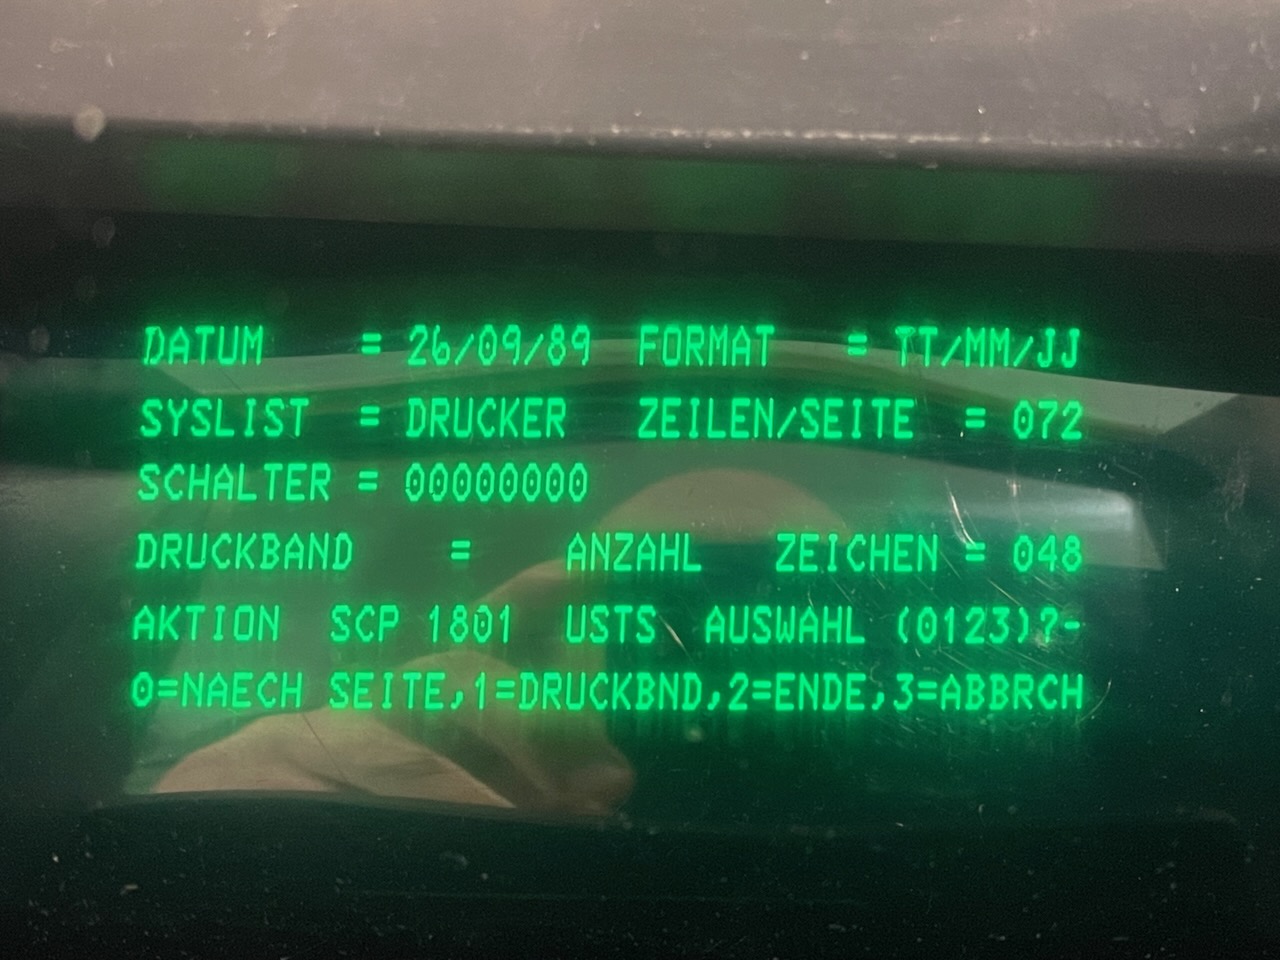 DATUM = 26/09/89 FORMAT = TT/MM/JJ
SYSLIST = DRUCKER ZEILEN/SEITE = 072
SCHALTER = 00000000
DRUCKBAND = ANZAHL ZEICHEN = 048
AKTION SCP 1801 USTS AUSWAHL (0123)?-
0=NAECH SEITE,1=DRUCKBND,2=ENDE,3=ABBRCH